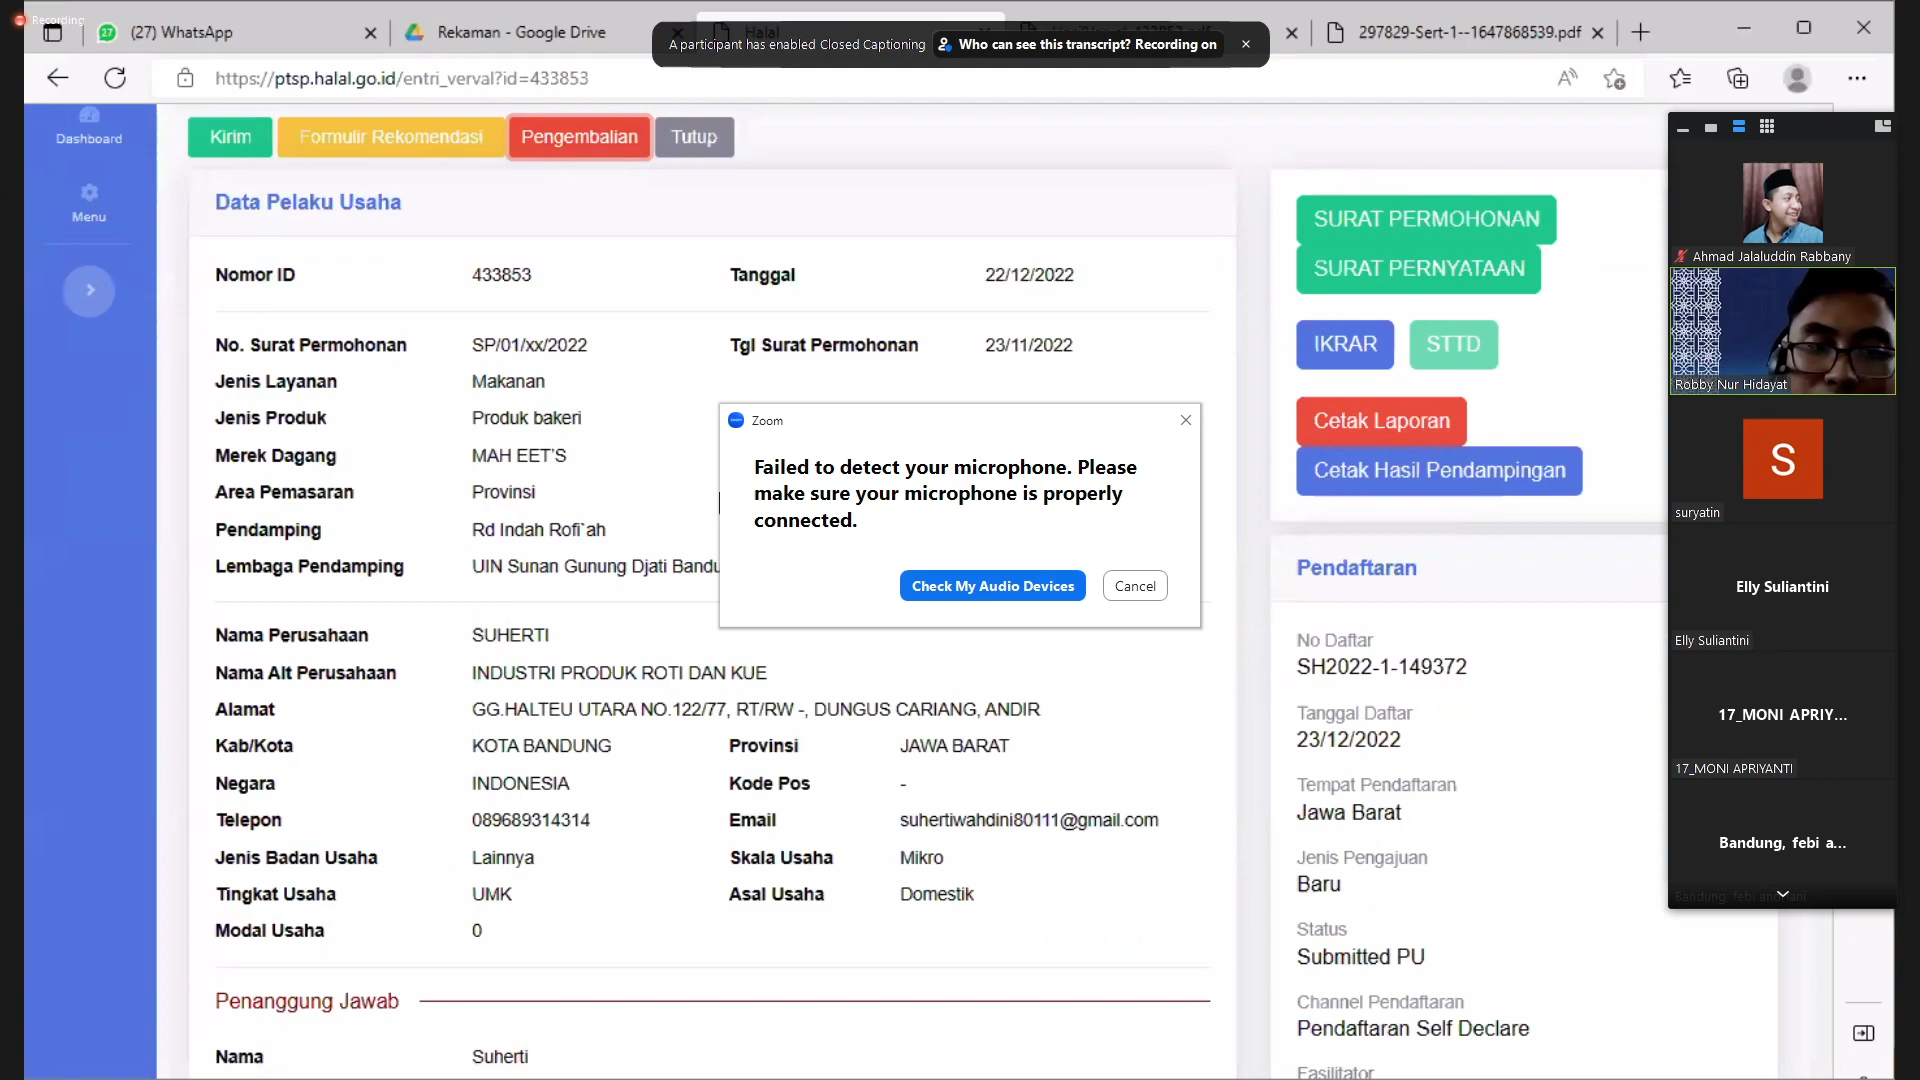 Recording
(27) WhatsApp
Rekaman - Google Drive
Halal
297829-Sert-1--1647868539.pdf
A participant has enabled Closed Captioning
Who can see this transcript? Recording on
https://ptsp.halal.go.id/entri_verval?id=433853
Dashboard
Menu
Kirim
Formulir Rekomendasi
Pengembalian
Tutup
Data Pelaku Usaha
Nomor ID 433853 Tanggal 22/12/2022
No. Surat Permohonan SP/01/xx/2022 Tgl Surat Permohonan 23/11/2022
Jenis Layanan Makanan
Jenis Produk Produk bakeri
Merek Dagang MAH EET'S
Area Pemasaran Provinsi
Pendamping Rd Indah Rofi`ah
Lembaga Pendamping UIN Sunan Gunung Djati Bandu
Nama Perusahaan SUHERTI
Nama Alt Perusahaan INDUSTRI PRODUK ROTI DAN KUE
Alamat GG.HALTEU UTARA NO.122/77, RT/RW -, DUNGUS CARIANG, ANDIR
Kab/Kota KOTA BANDUNG Provinsi JAWA BARAT
Negara INDONESIA Kode Pos -
Telepon 089689314314 Email suhertiwahdini80111@gmail.com
Jenis Badan Usaha Lainnya Skala Usaha Mikro
Tingkat Usaha UMK Asal Usaha Domestik
Modal Usaha 0
Penanggung Jawab
Nama Suherti
Zoom
Failed to detect your microphone. Please
make sure your microphone is properly
connected.
Check My Audio Devices
Cancel
SURAT PERMOHONAN
SURAT PERNYATAAN
IKRAR
STTD
Cetak Laporan
Cetak Hasil Pendampingan
Pendaftaran
No Daftar
SH2022-1-149372
Tanggal Daftar
23/12/2022
Tempat Pendaftaran
Jawa Barat
Jenis Pengajuan
Baru
Status
Submitted PU
Channel Pendaftaran
Pendaftaran Self Declare
Fasilitator
Ahmad Jalaluddin Rabbany
Robby Nur Hidayat
S
suryatin
Elly Suliantini
Elly Suliantini
17_MONI APRIY...
17_MONI APRIYANTI
Bandung, febi a...
Bandung, febi andriani